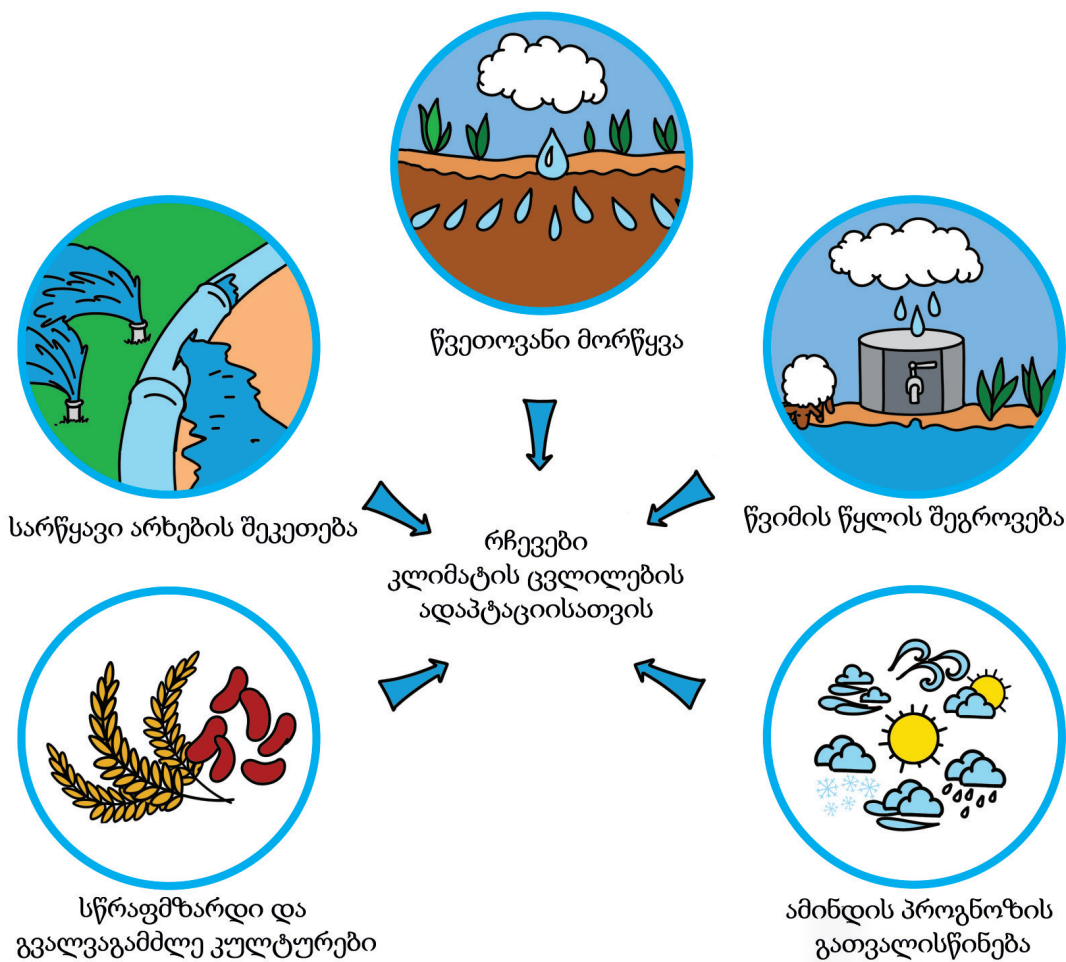 წვეთოვანი მორწყვა
სარწყავი არხების შეკეთება
წვიმის წყლის შეგროვება
რჩევები
კლიმატის ცვლილების
ადაპტაციისათვის
სწრაფმზარდი და
გვალვაგამძლე კულტურები
ამინდის პროგნოზის
გათვალისწინება